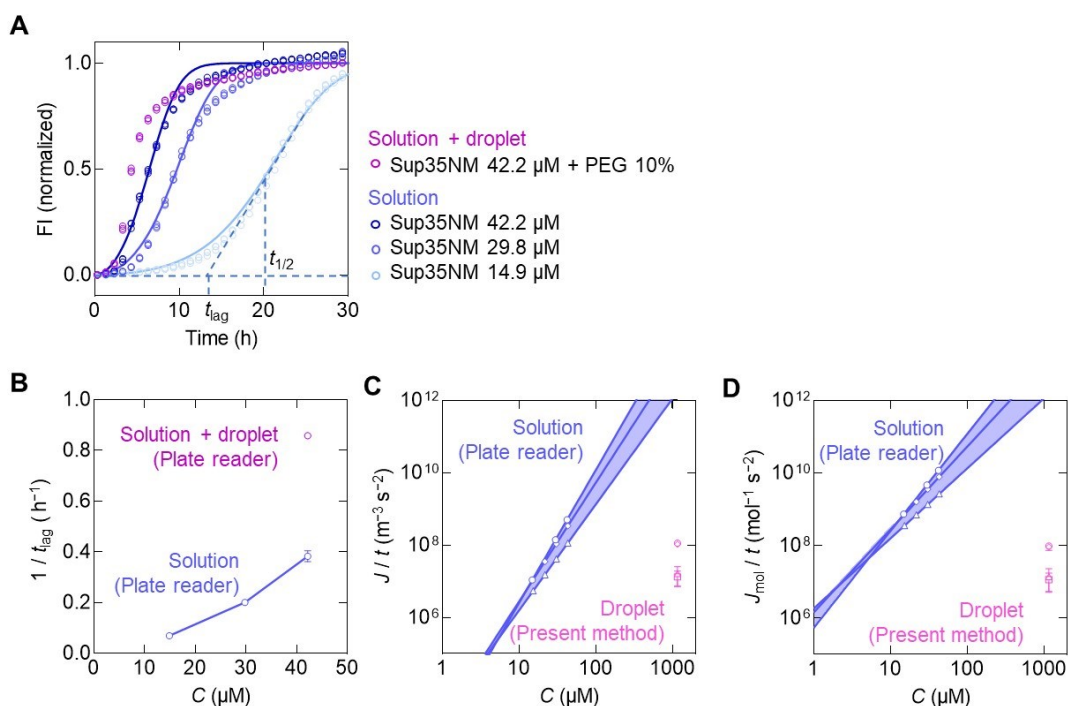 A
FI (normalized)
1.0
0.5
0.0
0
10
20
30
t1/2
tlag
Time (h)
Solution + droplet
Sup35NM 42.2 µM + PEG 10%
Solution
Sup35NM 42.2 µM
Sup35NM 29.8 µM
Sup35NM 14.9 µM
B
1 / tlag (h⁻¹)
1.0
0.8
0.6
0.4
0.2
0.0
0
10
20
30
40
50
C (µM)
Solution + droplet
(Plate reader)
Solution
(Plate reader)
C
J / t (m⁻³ s⁻²)
10¹²
10¹⁰
10⁸
10⁶
1
10
100
1000
C (µM)
Solution
(Plate reader)
Droplet
(Present method)
D
Jmol / t (mol⁻¹ s⁻²)
10¹²
10¹⁰
10⁸
10⁶
1
10
100
1000
C (µM)
Solution
(Plate reader)
Droplet
(Present method)